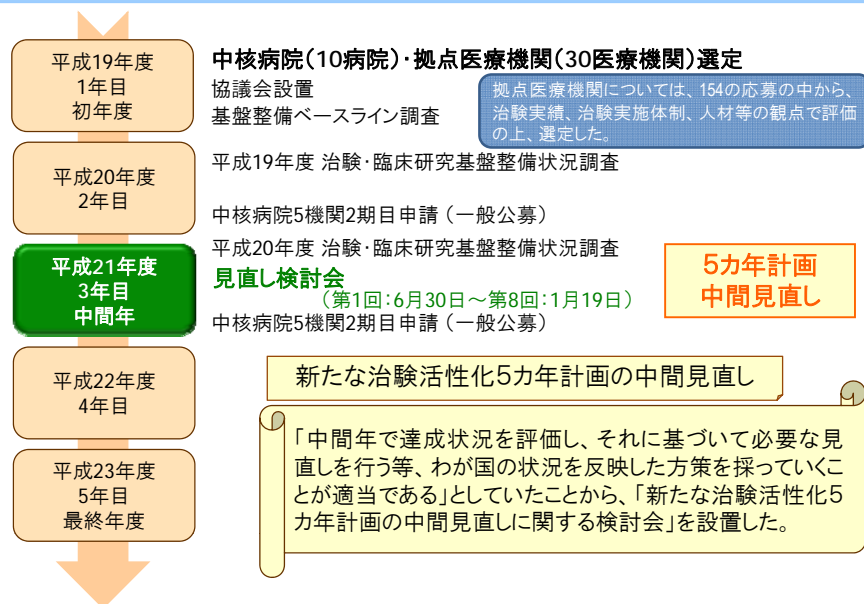 平成19年度
1年目
初年度
中核病院(10病院)・拠点医療機関(30医療機関)選定
協議会設置
基盤整備ベースライン調査
拠点医療機関については、154の応募の中から、
治験実績、治験実施体制、人材等の観点で評価
の上、選定した。
平成20年度
2年目
平成19年度 治験・臨床研究基盤整備状況調査
中核病院5機関2期目申請 (一般公募)
平成21年度
3年目
中間年
平成20年度 治験・臨床研究基盤整備状況調査
見直し検討会
(第1回:6月30日~第8回:1月19日)
中核病院5機関2期目申請 (一般公募)
5カ年計画
中間見直し
平成22年度
4年目
新たな治験活性化5カ年計画の中間見直し
平成23年度
5年目
最終年度
「中間年で達成状況を評価し、それに基づいて必要な見
直しを行う等、わが国の状況を反映した方策を採っていくこ
とが適当である」としていたことから、「新たな治験活性化5
カ年計画の中間見直しに関する検討会」を設置した。